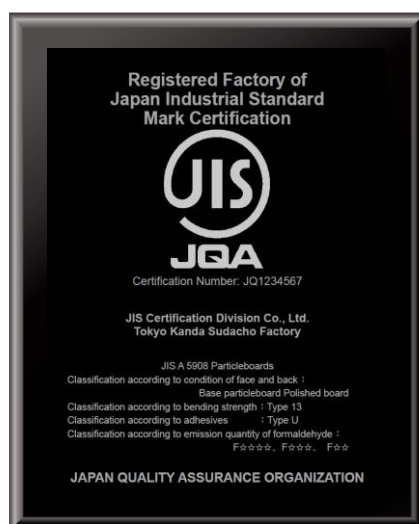 Registered Factory of
Japan Industrial Standard
Mark Certification
JIS
JQA
Certification Number: JQ1234567
JIS Certification Division Co., Ltd.
Tokyo Kanda Sudacho Factory
JIS A 5908 Particleboards
Classification according to condition of face and back：
Base particleboard Polished board
Classification according to bending strength：Type 13
Classification according to adhesives ：Type U
Classification according to emission quantity of formaldehyde：
F☆☆☆☆、F☆☆☆、 F☆☆
JAPAN QUALITY ASSURANCE ORGANIZATION